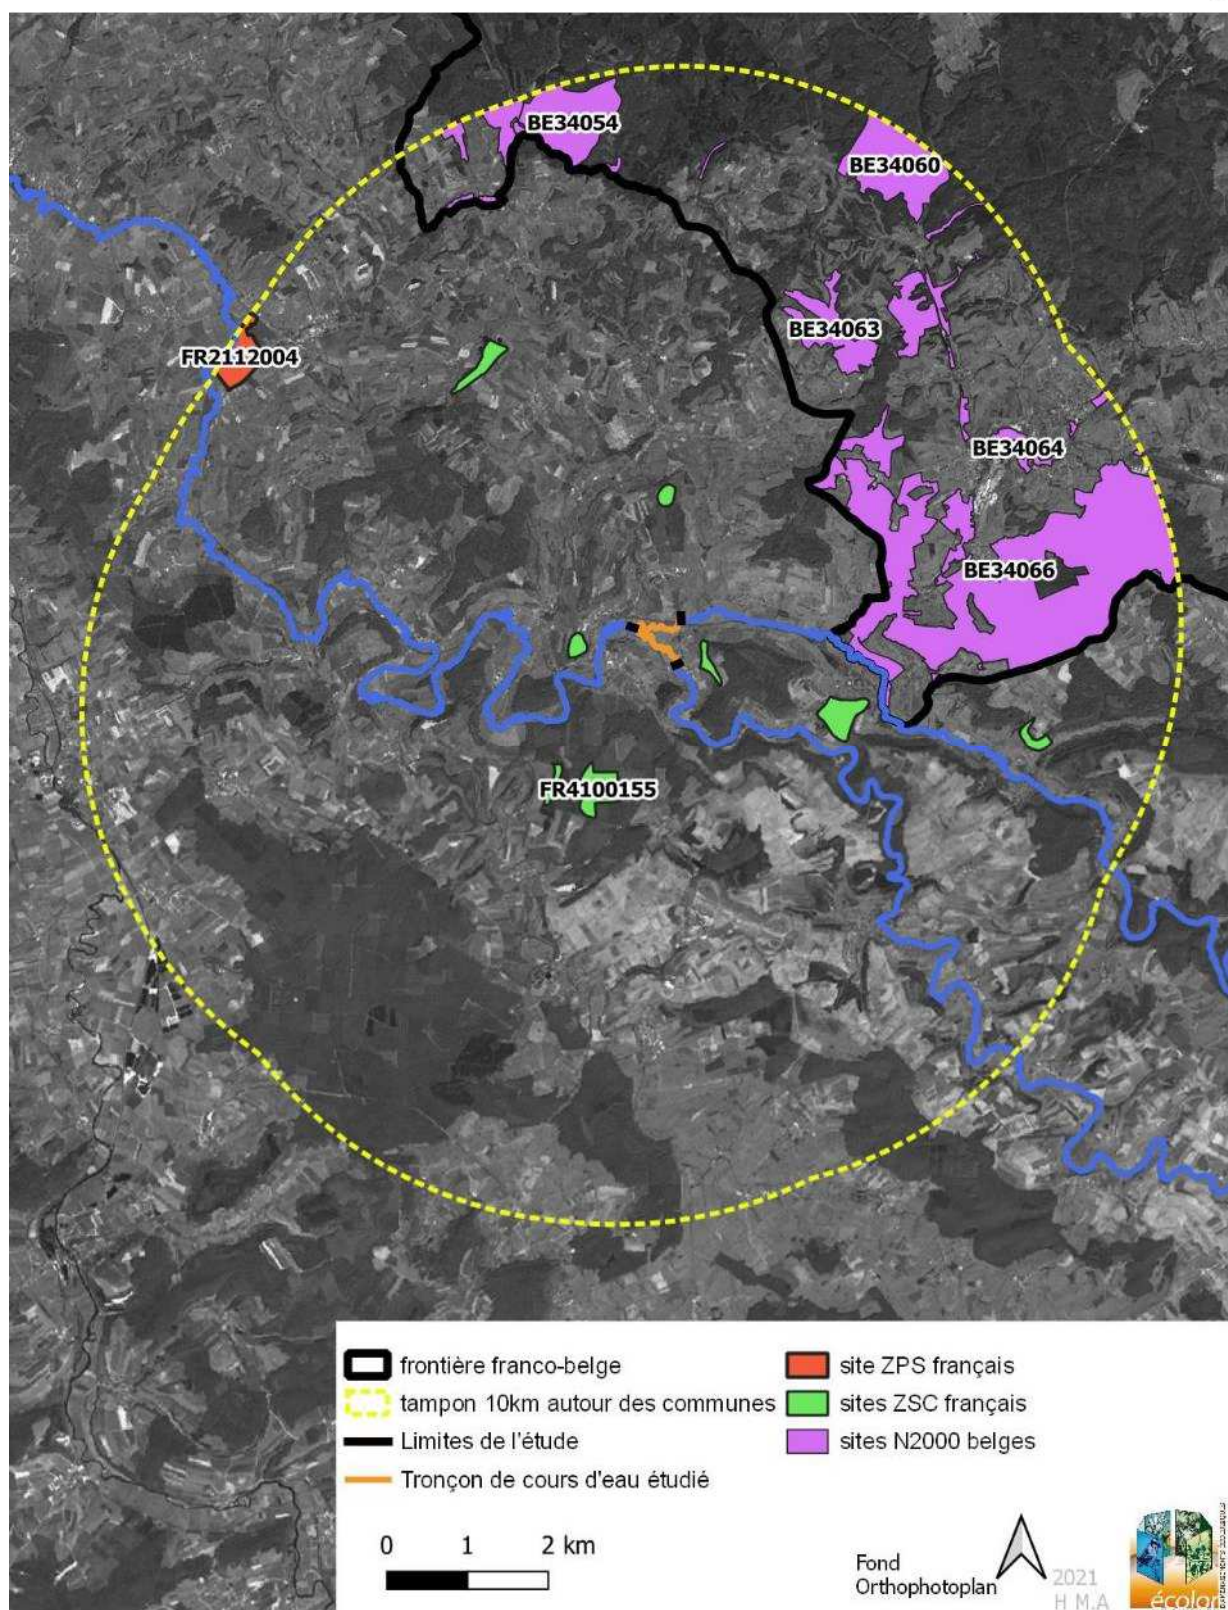 BE34054
BE34060
BE34063
FR2112004
BE34064
BE34066
FR4100155
frontière franco-belge
tampon 10km autour des communes
Limites de l'étude
Tronçon de cours d'eau étudié
site ZPS français
sites ZSC français
sites N2000 belges
0 1 2 km
Fond
Orthophotoplan
2021
H M.A
écolor